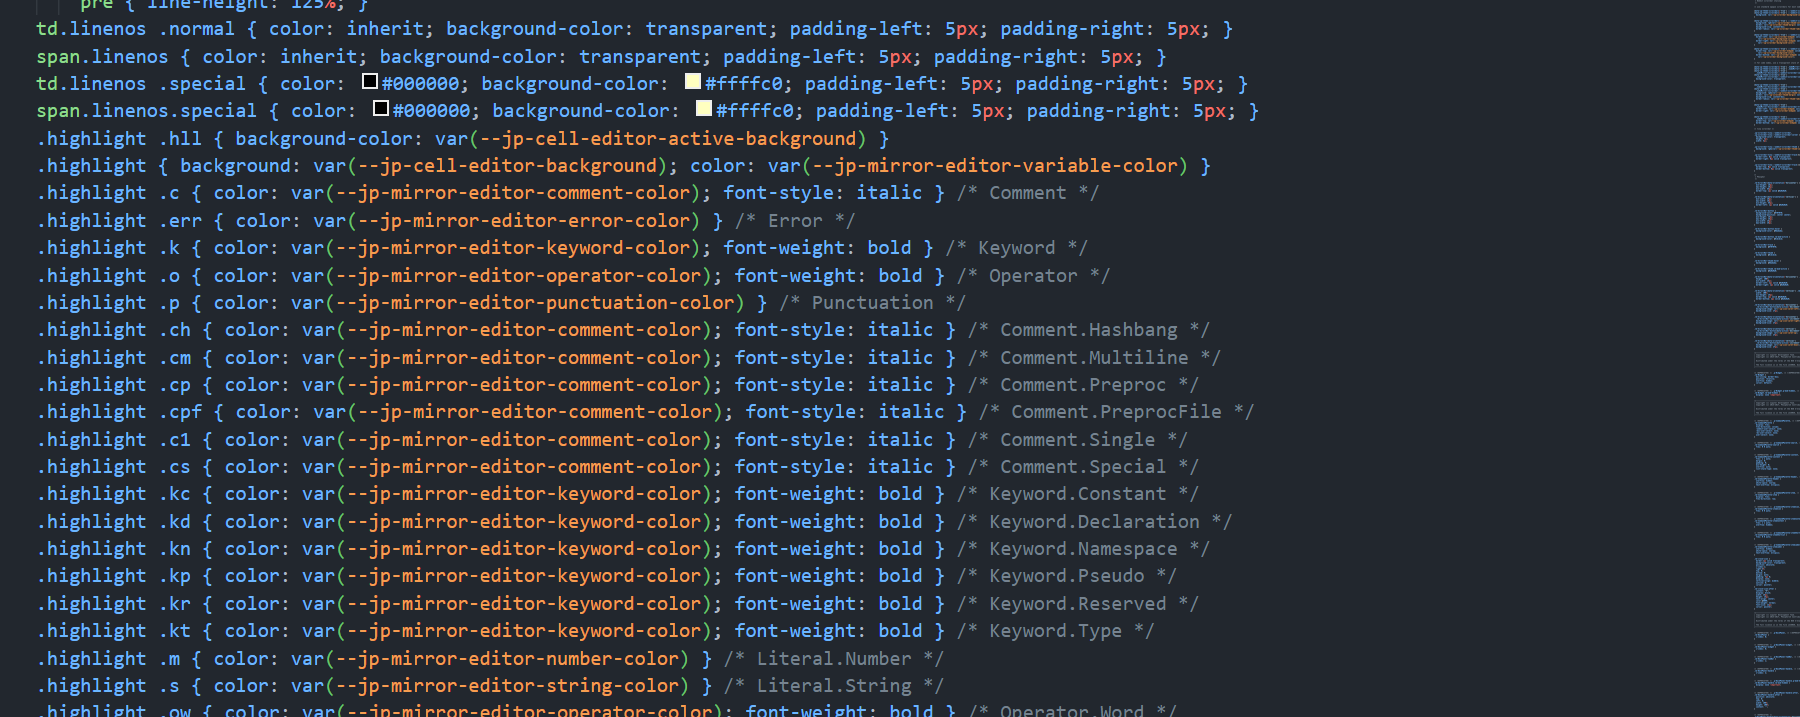 pre { line-height: 125%; }
td.linenos .normal { color: inherit; background-color: transparent; padding-left: 5px; padding-right: 5px; }
span.linenos { color: inherit; background-color: transparent; padding-left: 5px; padding-right: 5px; }
td.linenos .special { color: #000000; background-color: #ffffc0; padding-left: 5px; padding-right: 5px; }
span.linenos.special { color: #000000; background-color: #ffffc0; padding-left: 5px; padding-right: 5px; }
.highlight .hll { background-color: var(--jp-cell-editor-active-background) }
.highlight { background: var(--jp-cell-editor-background); color: var(--jp-mirror-editor-variable-color) }
.highlight .c { color: var(--jp-mirror-editor-comment-color); font-style: italic } /* Comment */
.highlight .err { color: var(--jp-mirror-editor-error-color) } /* Error */
.highlight .k { color: var(--jp-mirror-editor-keyword-color); font-weight: bold } /* Keyword */
.highlight .o { color: var(--jp-mirror-editor-operator-color); font-weight: bold } /* Operator */
.highlight .p { color: var(--jp-mirror-editor-punctuation-color) } /* Punctuation */
.highlight .ch { color: var(--jp-mirror-editor-comment-color); font-style: italic } /* Comment.Hashbang */
.highlight .cm { color: var(--jp-mirror-editor-comment-color); font-style: italic } /* Comment.Multiline */
.highlight .cp { color: var(--jp-mirror-editor-comment-color); font-style: italic } /* Comment.Preproc */
.highlight .cpf { color: var(--jp-mirror-editor-comment-color); font-style: italic } /* Comment.PreprocFile */
.highlight .c1 { color: var(--jp-mirror-editor-comment-color); font-style: italic } /* Comment.Single */
.highlight .cs { color: var(--jp-mirror-editor-comment-color); font-style: italic } /* Comment.Special */
.highlight .kc { color: var(--jp-mirror-editor-keyword-color); font-weight: bold } /* Keyword.Constant */
.highlight .kd { color: var(--jp-mirror-editor-keyword-color); font-weight: bold } /* Keyword.Declaration */
.highlight .kn { color: var(--jp-mirror-editor-keyword-color); font-weight: bold } /* Keyword.Namespace */
.highlight .kp { color: var(--jp-mirror-editor-keyword-color); font-weight: bold } /* Keyword.Pseudo */
.highlight .kr { color: var(--jp-mirror-editor-keyword-color); font-weight: bold } /* Keyword.Reserved */
.highlight .kt { color: var(--jp-mirror-editor-keyword-color); font-weight: bold } /* Keyword.Type */
.highlight .m { color: var(--jp-mirror-editor-number-color) } /* Literal.Number */
.highlight .s { color: var(--jp-mirror-editor-string-color) } /* Literal.String */
.highlight .ow { color: var(--jp-mirror-editor-operator-color); font-weight: bold } /* Operator.Word */